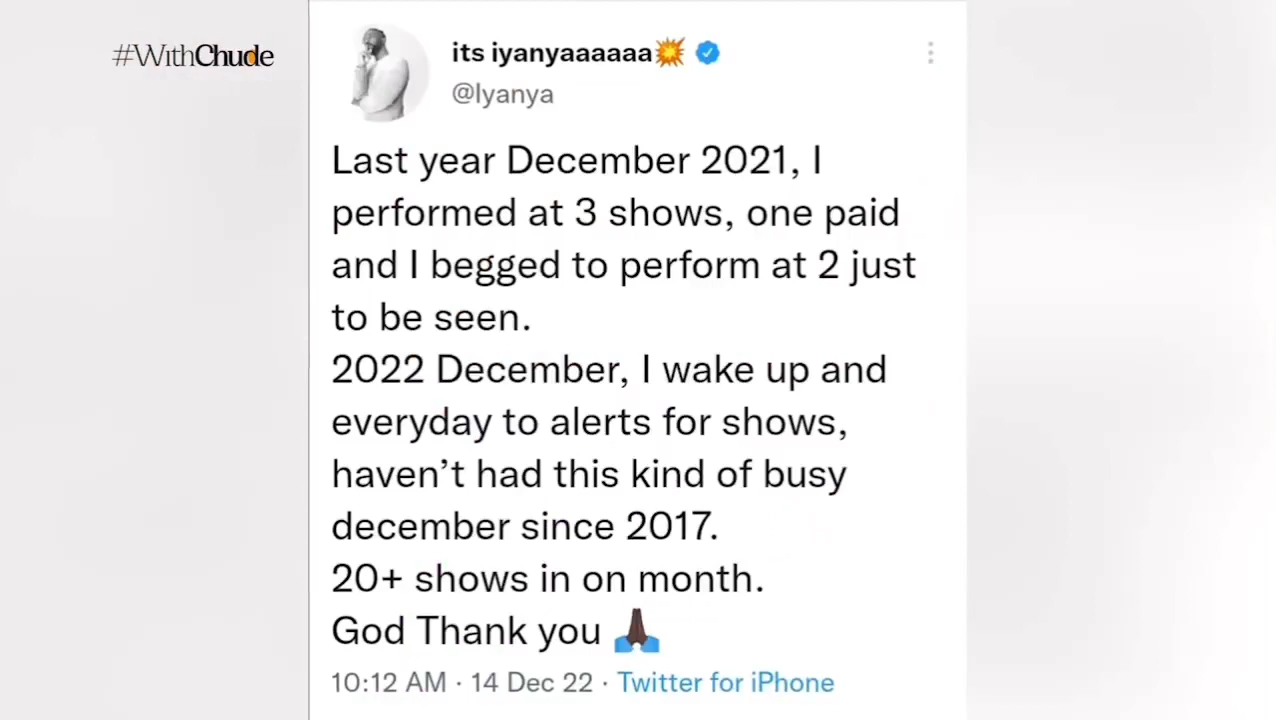 #WithChude
its iyanyaaaaaa💥
@Iyanya
Last year December 2021, I
performed at 3 shows, one paid
and I begged to perform at 2 just
to be seen.
2022 December, I wake up and
everyday to alerts for shows,
haven’t had this kind of busy
december since 2017.
20+ shows in on month.
God Thank you 🙏🏿
10:12 AM · 14 Dec 22 · Twitter for iPhone